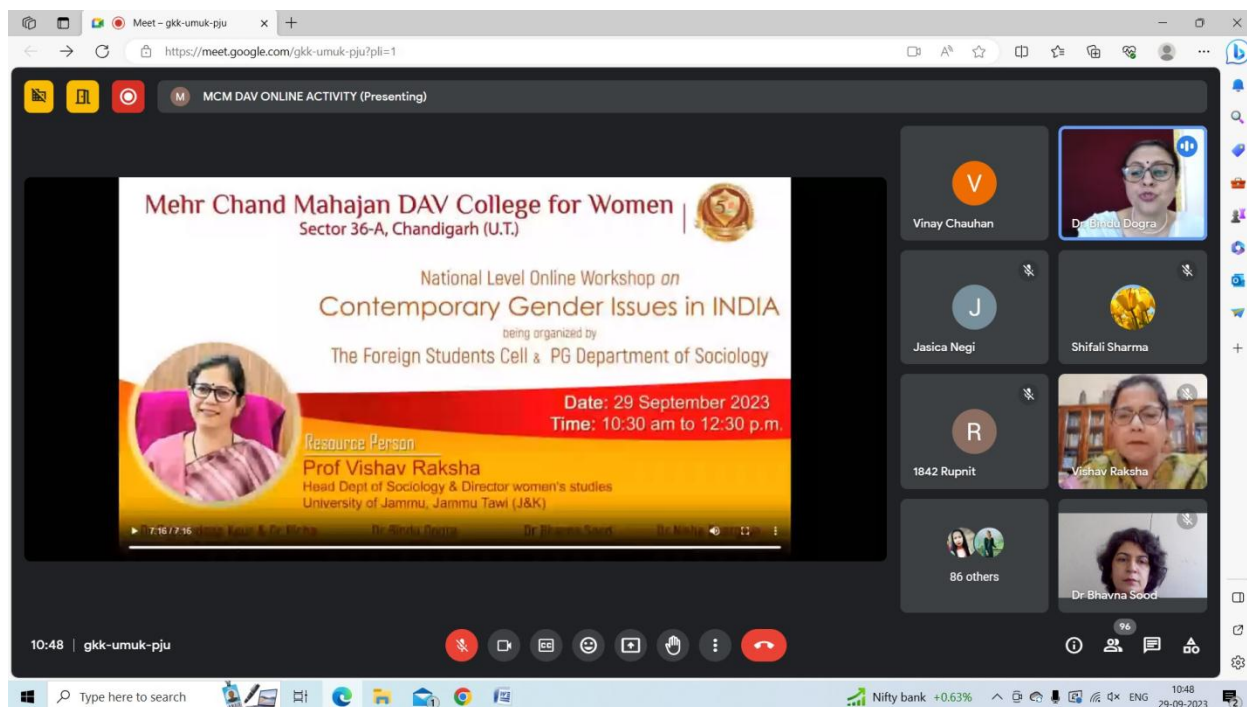 Meet – gkk-umuk-pju
https://meet.google.com/gkk-umuk-pju?pli=1
M MCM DAV ONLINE ACTIVITY (Presenting)
Mehr Chand Mahajan DAV College for Women
Sector 36-A, Chandigarh (U.T.)
National Level Online Workshop on
Contemporary Gender Issues in INDIA
being organized by
The Foreign Students Cell & PG Department of Sociology
Date: 29 September 2023
Time: 10:30 am to 12:30 p.m.
Resource Person
Prof Vishav Raksha
Head Dept of Sociology & Director women's studies
University of Jammu, Jammu Tawi (J&K)
7:16 / 7:16
Dr Bindu Dogra
Dr Bhavna Sood
V
Vinay Chauhan
Dr Bindu Dogra
J
Jasica Negi
Shifali Sharma
R
1842 Rupnit
Vishav Raksha
86 others
Dr Bhavna Sood
10:48 | gkk-umuk-pju
96
Type here to search
Nifty bank +0.63%
ENG
10:48
29-09-2023